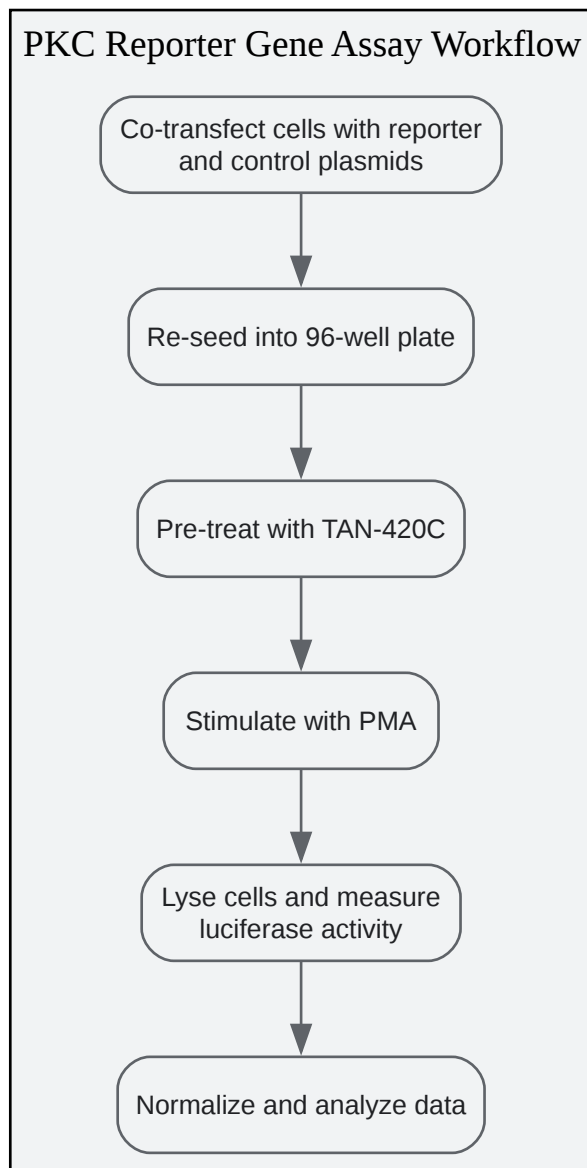 PKC Reporter Gene Assay Workflow
Co-transfect cells with reporter
and control plasmids
Re-seed into 96-well plate
Pre-treat with TAN-420C
Stimulate with PMA
Lyse cells and measure
luciferase activity
Normalize and analyze data